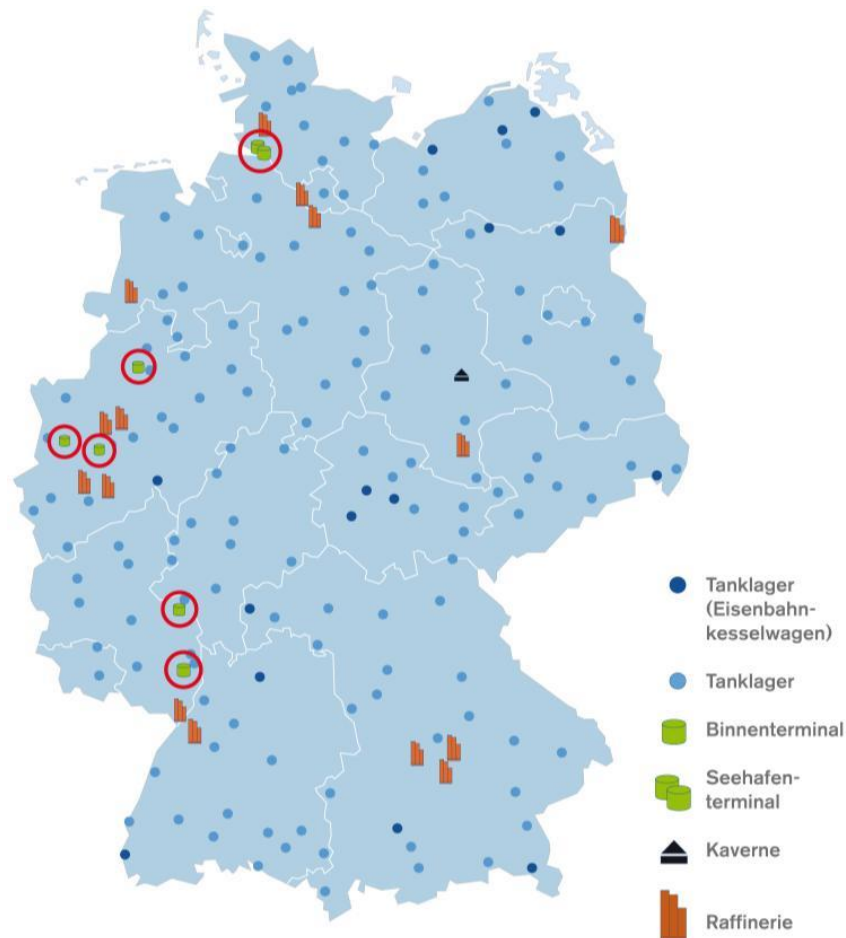 Tanklager
(Eisenbahn-
kesselwagen)
Tanklager
Binnenterminal
Seehafen-
terminal
Kaverne
Raffinerie